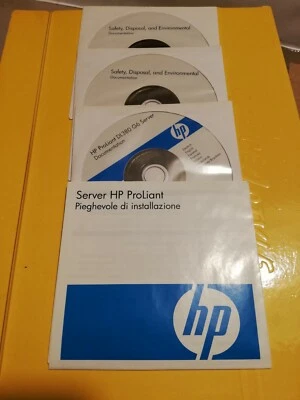 Safety, Disposal, and Environmental
Documentation
Safety, Disposal, and Environmental
Documentation
HP ProLiant DL380 G6 Server
Documentation
hp
Server HP ProLiant
Pieghevole di installazione
hp